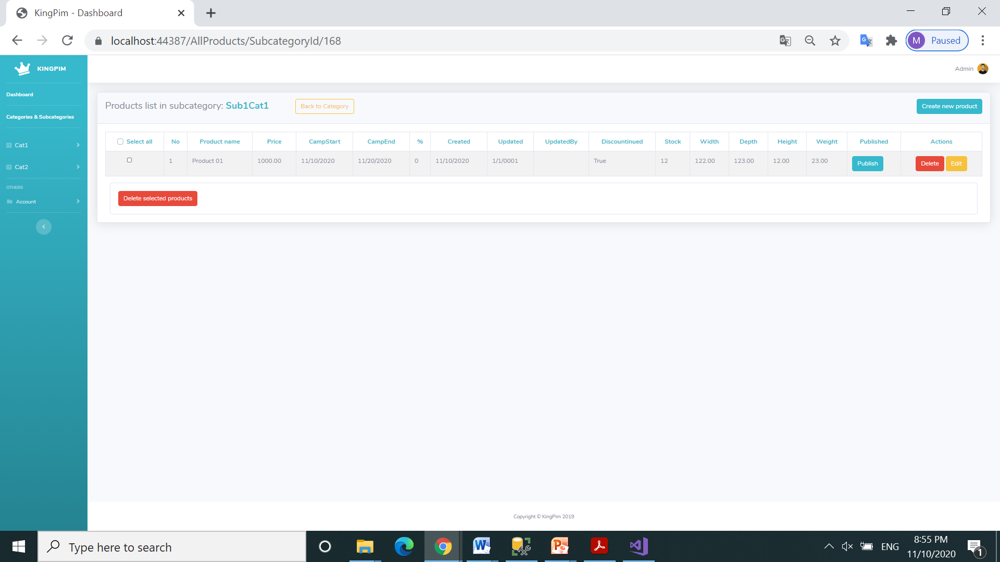 KingPim - Dashboard
localhost:44387/AllProducts/SubcategoryId/168
M Paused
KINGPIM
Admin
Dashboard
Categories & Subcategories
Cat1
Cat2
OTHERS
Account
Products list in subcategory: Sub1Cat1
Back to Category
Create new product
Select all No Product name Price CampStart CampEnd % Created Updated UpdatedBy Discountinued Stock Width Depth Height Weight Published Actions
1 Product 01 1000.00 11/10/2020 11/20/2020 0 11/10/2020 1/1/0001 True 12 122.00 123.00 12.00 23.00 Publish Delete Edit
Delete selected products
Copyright © KingPim 2019
Type here to search
ENG
8:55 PM
11/10/2020
1